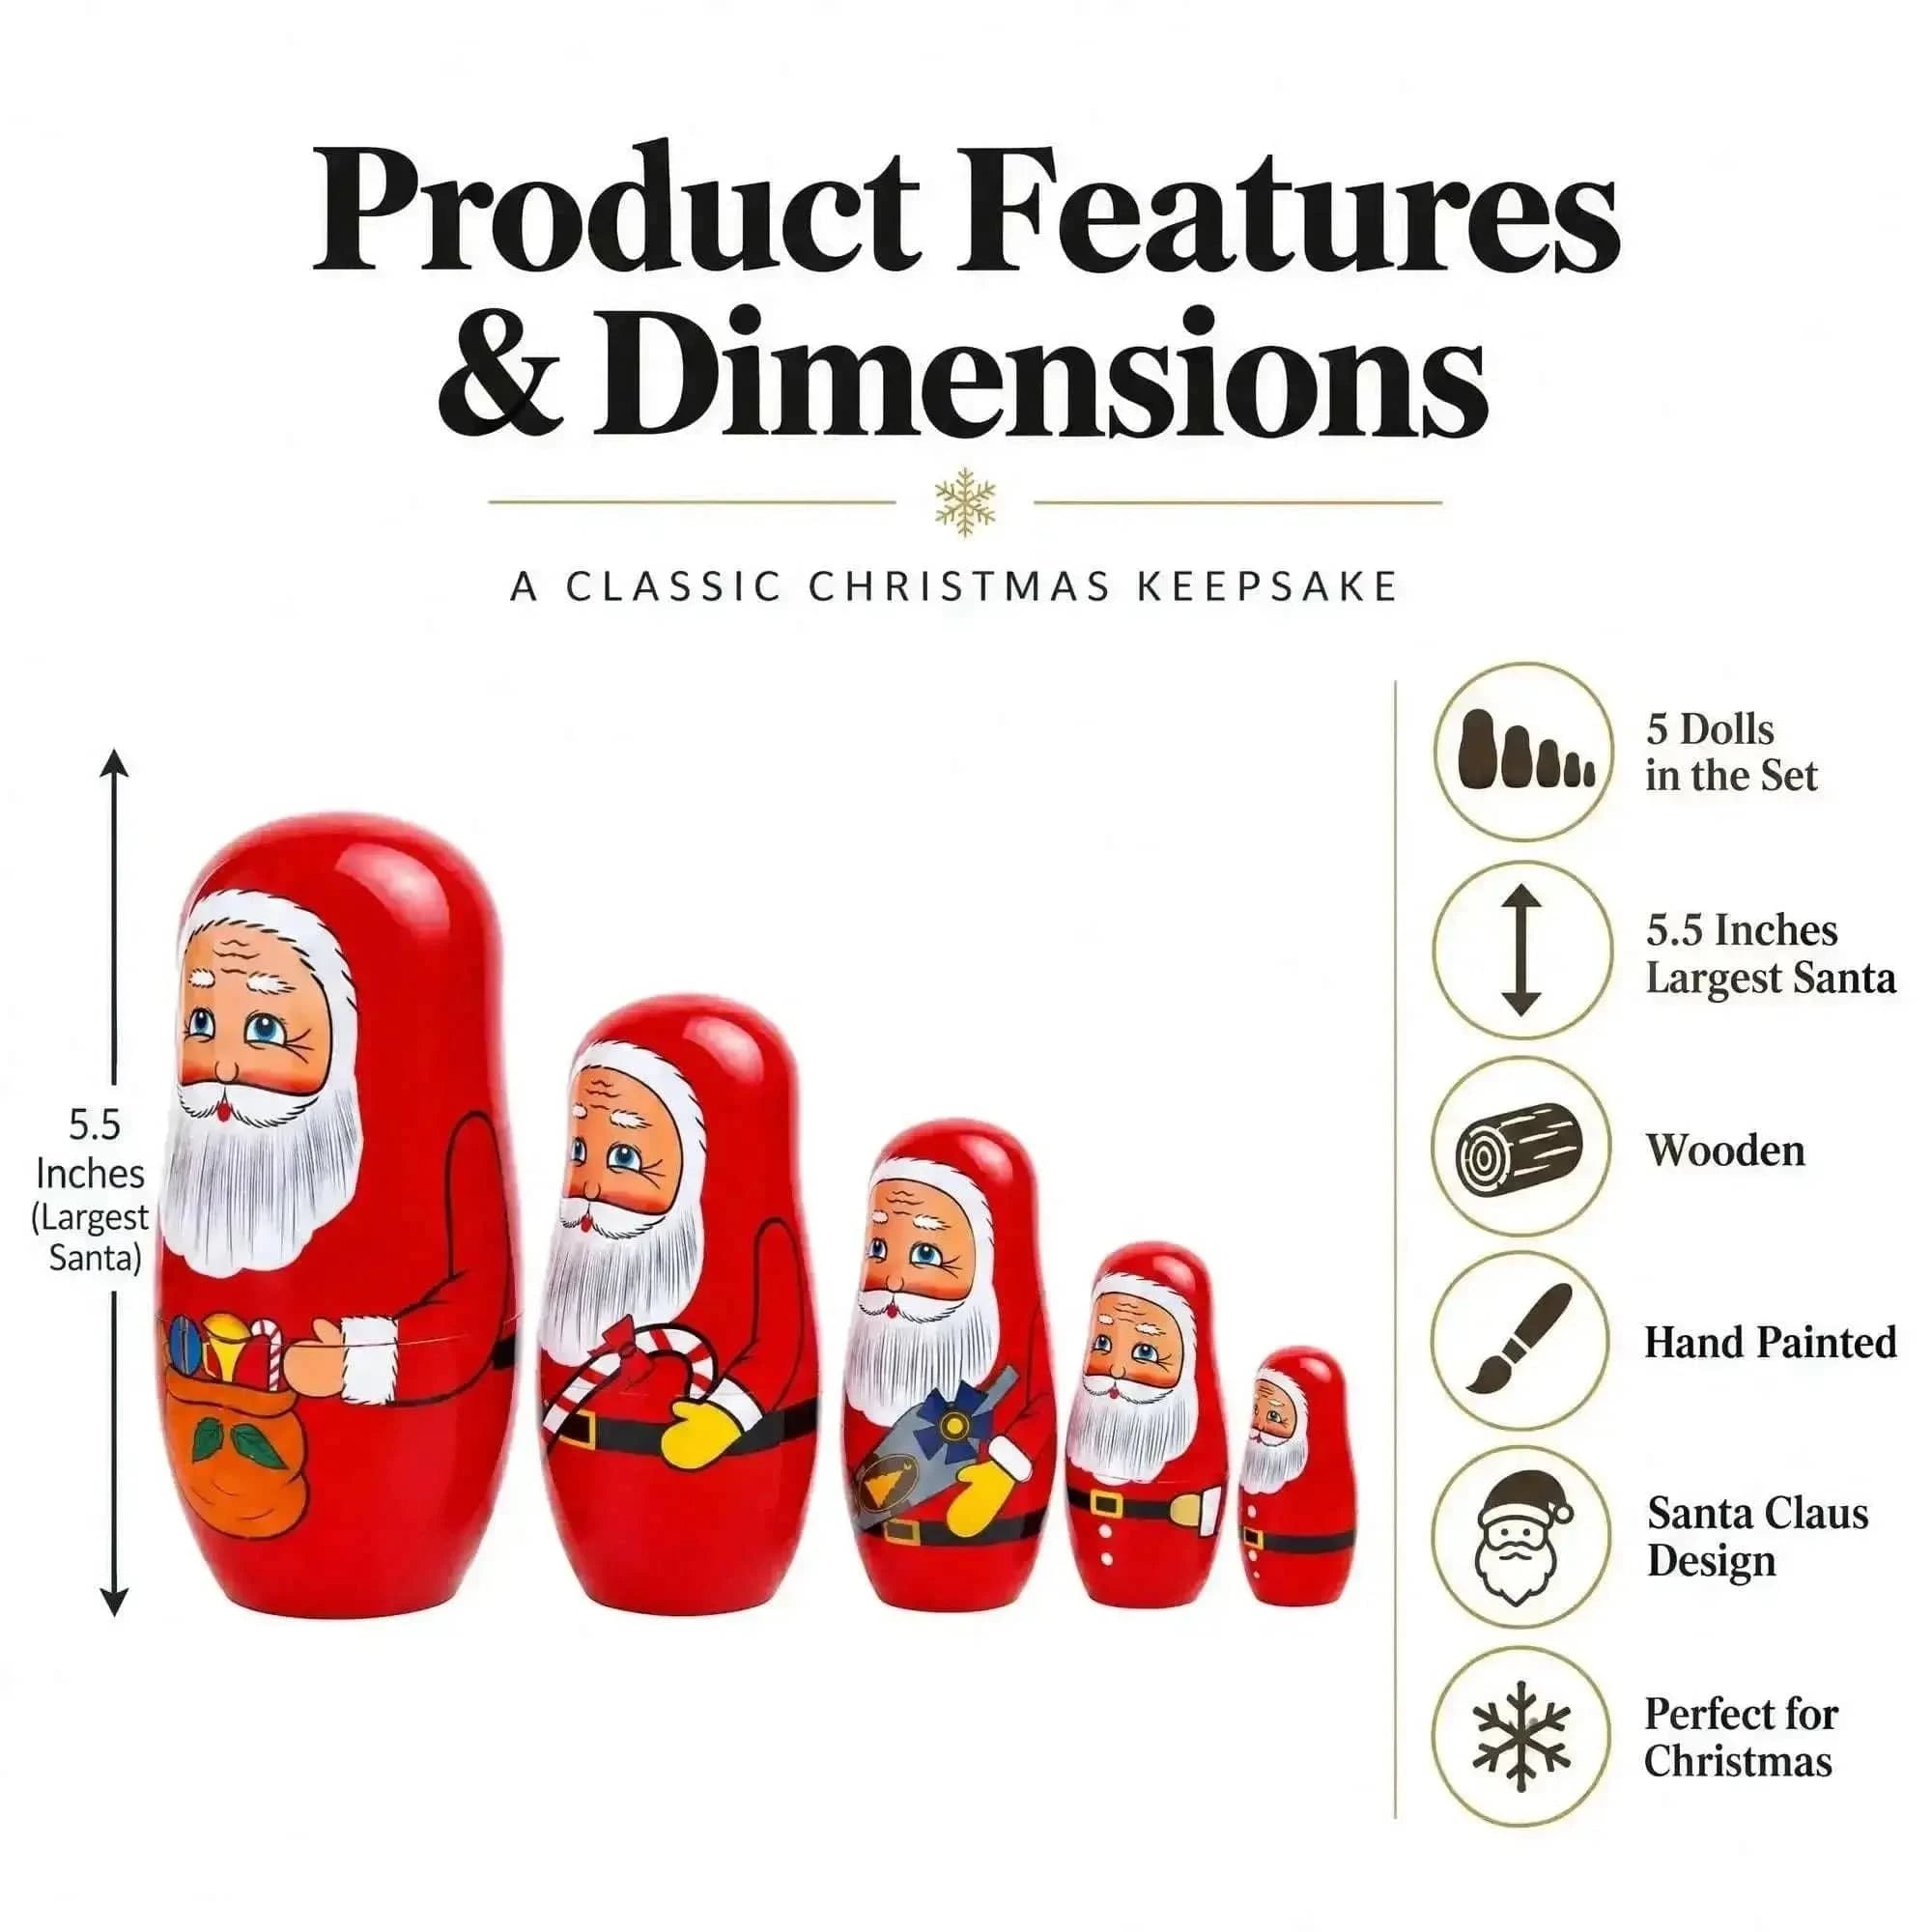 Product Features
& Dimensions
A CLASSIC CHRISTMAS KEEPSAKE
5.5
Inches
(Largest
Santa)
5 Dolls
in the Set
5.5 Inches
Largest Santa
Wooden
Hand Painted
Santa Claus
Design
Perfect for
Christmas